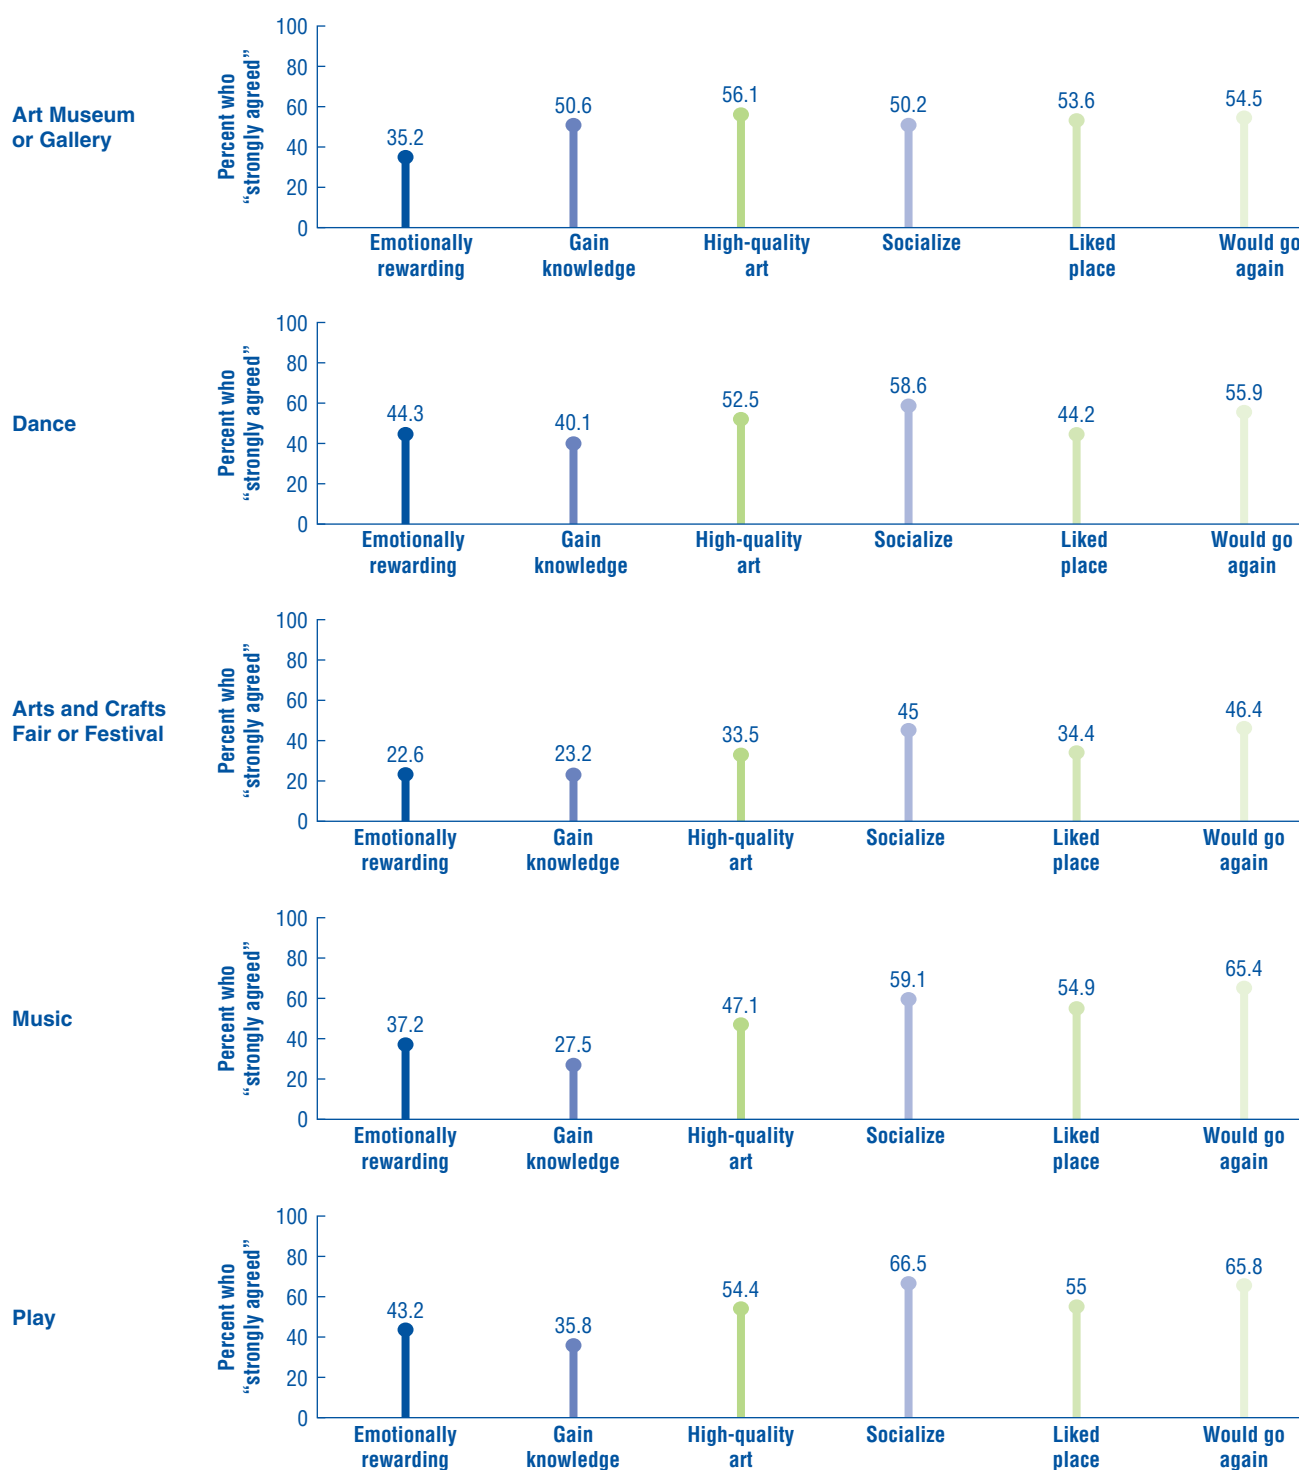 Art Museum
or Gallery
Percent who
“strongly agreed”
100
80
60
40
20
0
35.2
50.6
56.1
50.2
53.6
54.5
Emotionally
rewarding
Gain
knowledge
High-quality
art
Socialize
Liked
place
Would go
again
Dance
Percent who
“strongly agreed”
100
80
60
40
20
0
44.3
40.1
52.5
58.6
44.2
55.9
Emotionally
rewarding
Gain
knowledge
High-quality
art
Socialize
Liked
place
Would go
again
Arts and Crafts
Fair or Festival
Percent who
“strongly agreed”
100
80
60
40
20
0
22.6
23.2
33.5
45
34.4
46.4
Emotionally
rewarding
Gain
knowledge
High-quality
art
Socialize
Liked
place
Would go
again
Music
Percent who
“strongly agreed”
100
80
60
40
20
0
37.2
27.5
47.1
59.1
54.9
65.4
Emotionally
rewarding
Gain
knowledge
High-quality
art
Socialize
Liked
place
Would go
again
Play
Percent who
“strongly agreed”
100
80
60
40
20
0
43.2
35.8
54.4
66.5
55
65.8
Emotionally
rewarding
Gain
knowledge
High-quality
art
Socialize
Liked
place
Would go
again